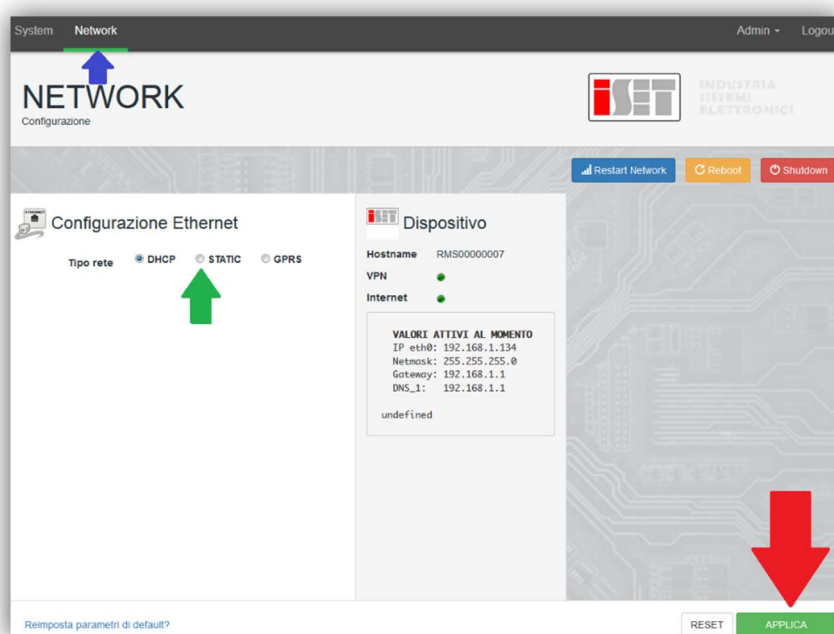 System Network Admin Logou
NETWORK
Configurazione
iSET INDUSTRIA
SISTEMI
ELETTRONICI
Restart Network Reboot Shutdown
ETHERNET
Configurazione Ethernet
Tipo rete DHCP STATIC GPRS
iSET Dispositivo
Hostname RMS00000007
VPN
Internet
VALORI ATTIVI AL MOMENTO
IP eth0: 192.168.1.134
Netmask: 255.255.255.0
Gateway: 192.168.1.1
DNS_1: 192.168.1.1
undefined
Reimposta parametri di default? RESET APPLICA